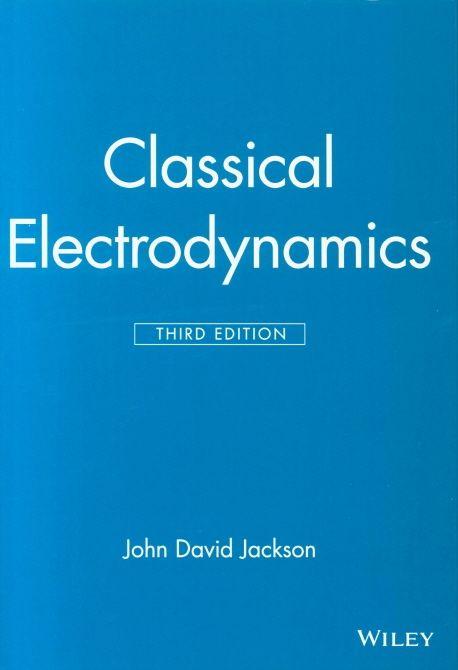 Classical
Electrodynamics
THIRD EDITION
John David Jackson
WILEY